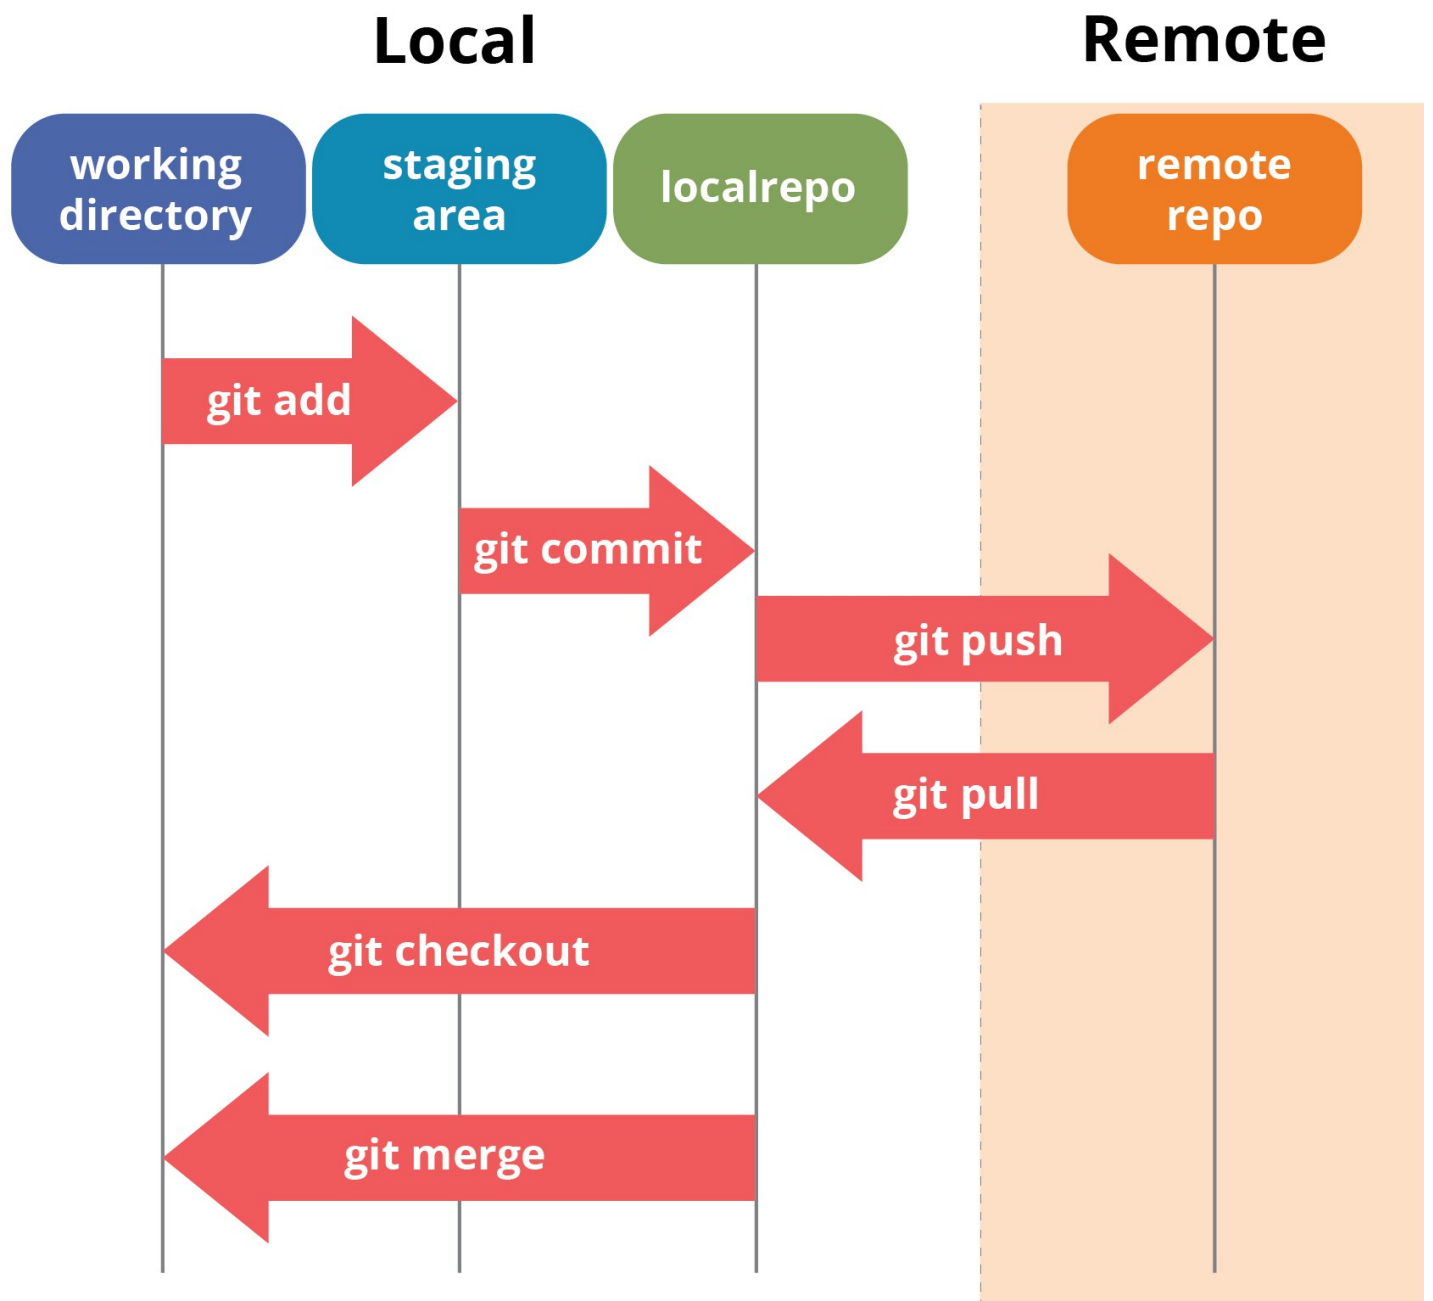 Local
Remote
working
directory
staging
area
localrepo
remote
repo
git add
git commit
git push
git pull
git checkout
git merge